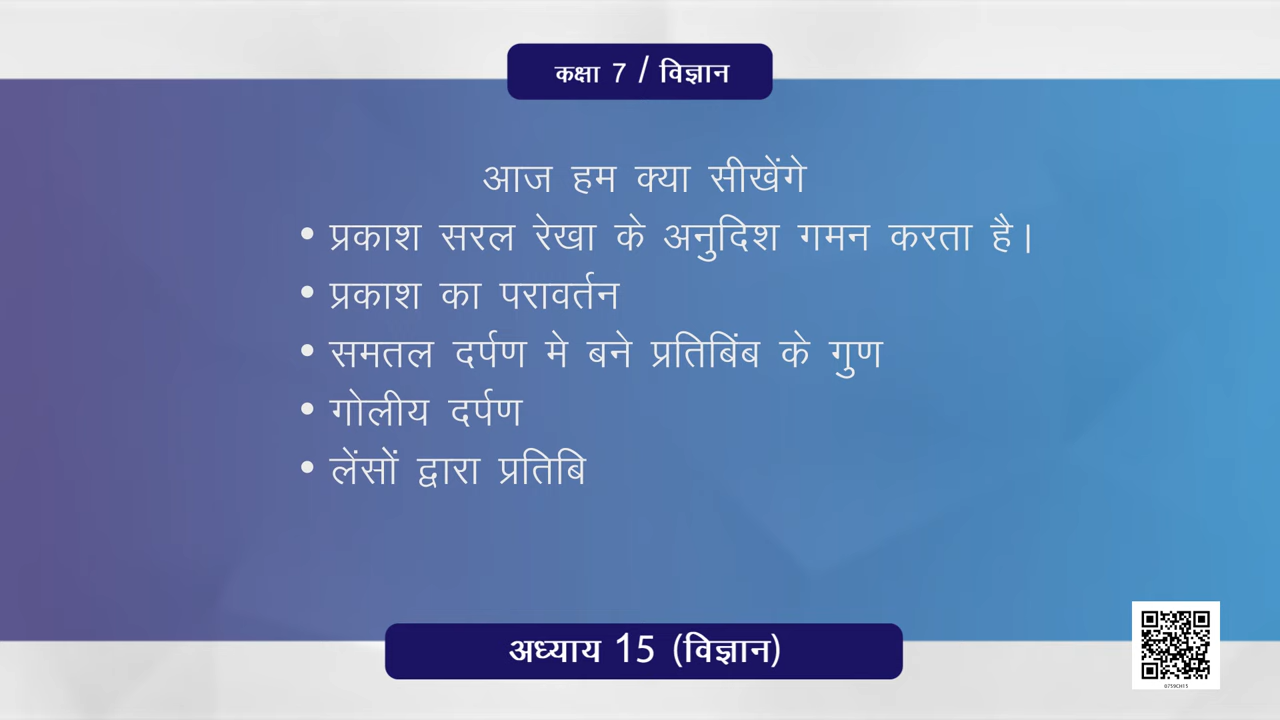 कक्षा 7 / विज्ञान
आज हम क्या सीखेंगे
• प्रकाश सरल रेखा के अनुदिश गमन करता है।
• प्रकाश का परावर्तन
• समतल दर्पण मे बने प्रतिबिंब के गुण
• गोलीय दर्पण
• लेंसों द्वारा प्रतिबि
अध्याय 15 (विज्ञान)
0759CH15